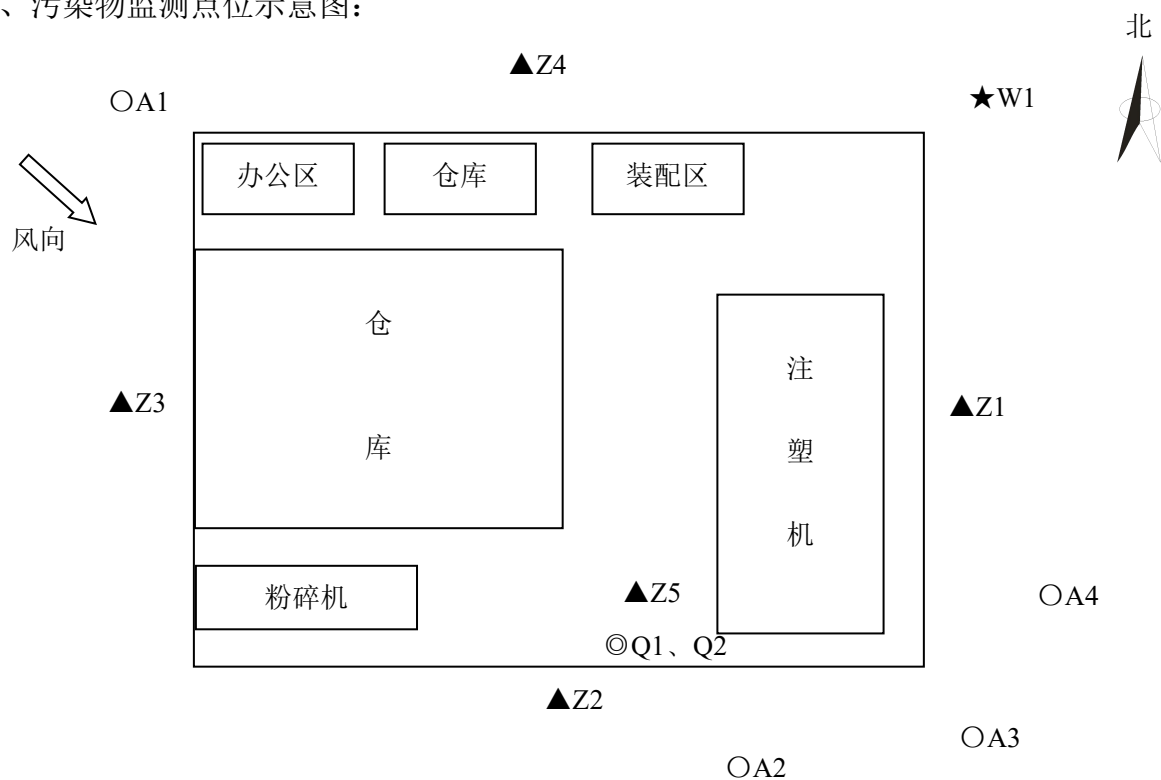 、污染物监测点位示意图：
北
▲Z4
○A1
★W1
办公区
仓库
装配区
风向
仓
库
注
塑
机
▲Z3
▲Z1
粉碎机
▲Z5
○A4
◎Q1、Q2
▲Z2
○A3
○A2